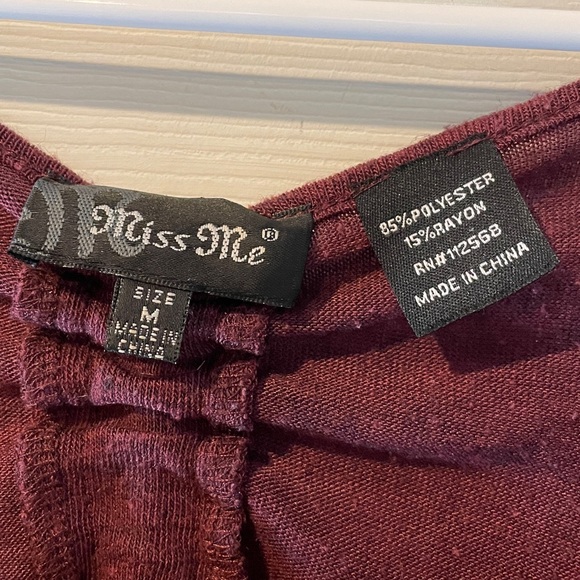 Miss Me®
SIZE
M
MADE IN
CHINA
85%POLYESTER
15%RAYON
RN#112568
MADE IN CHINA